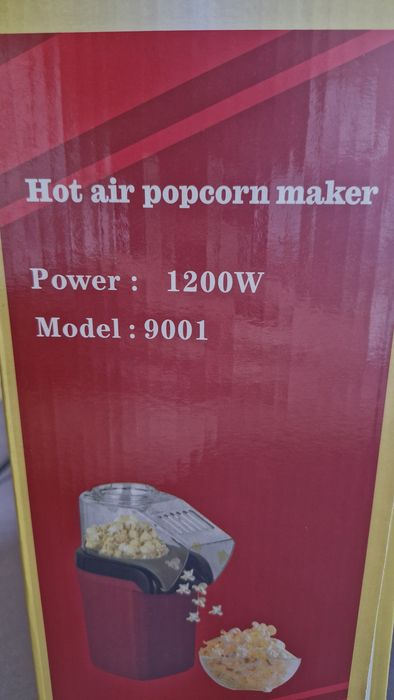 Hot air popcorn maker
Power : 1200W
Model : 9001